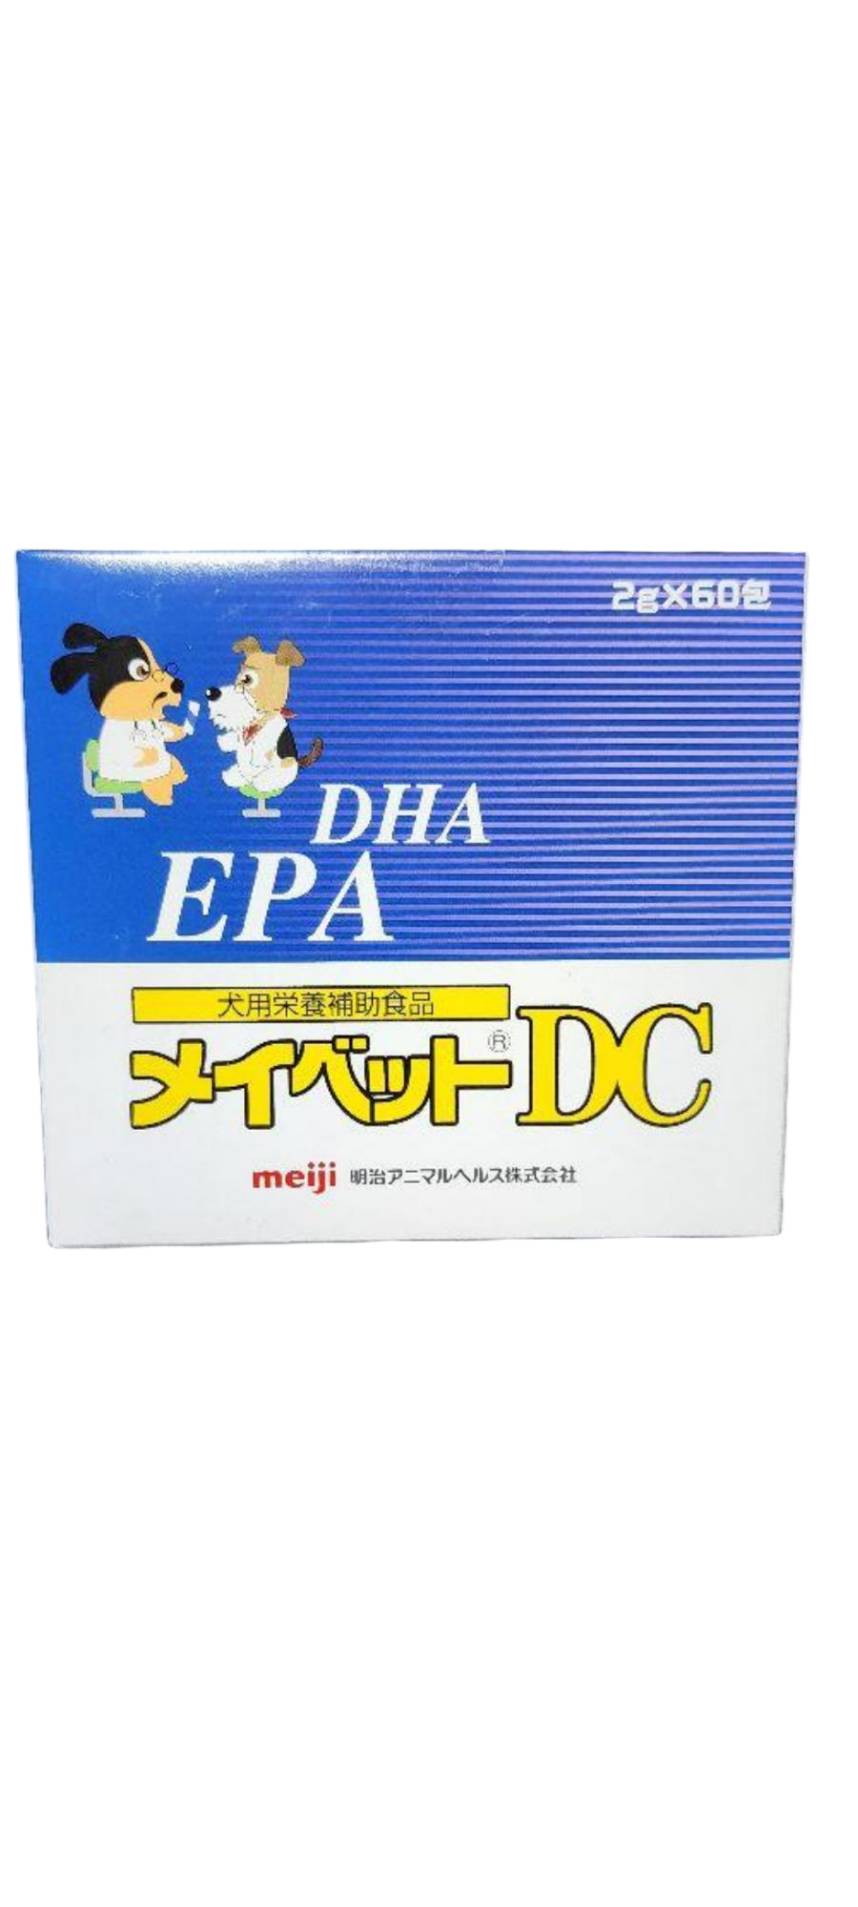 2g×60包
DHA
EPA
犬用栄養補助食品
メイベット®DC
meiji 明治アニマルヘルス株式会社